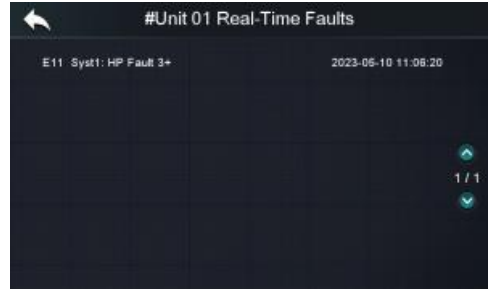 #Unit 01 Real-Time Faults
E11 Syst1: HP Fault 3+ 2023-05-10 11:06:20
1 / 1